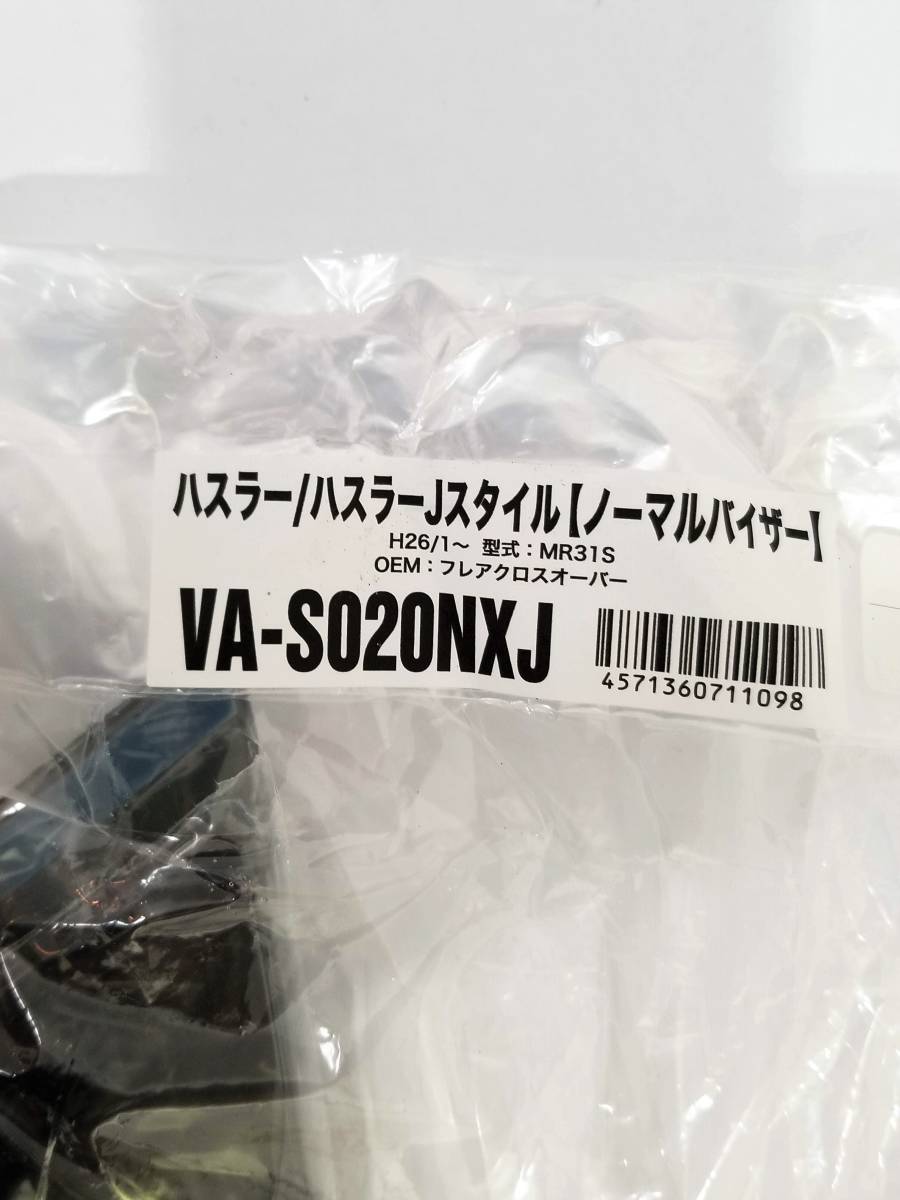 ハスラー/ハスラーJスタイル【ノーマルバイザー】
H26/1～ 型式：MR31S
OEM：フレアクロスオーバー
VA-S020NXJ
4571360711098